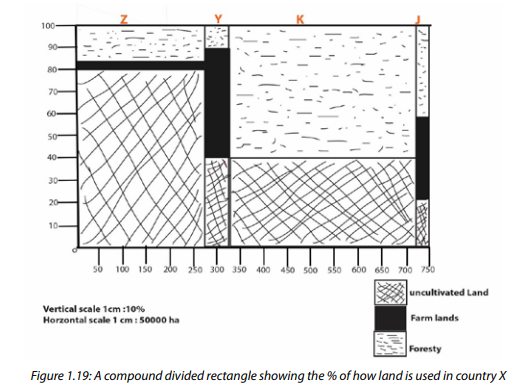 Z Y K J
100
90
80
70
60
50
40
30
20
10
0
50 100 150 200 250 300 350 400 450 500 550 600 650 700 750
Vertical scale 1cm :10%
Horzontal scale 1 cm : 50000 ha
uncultivated Land
Farm lands
Foresty
Figure 1.19: A compound divided rectangle showing the % of how land is used in country X